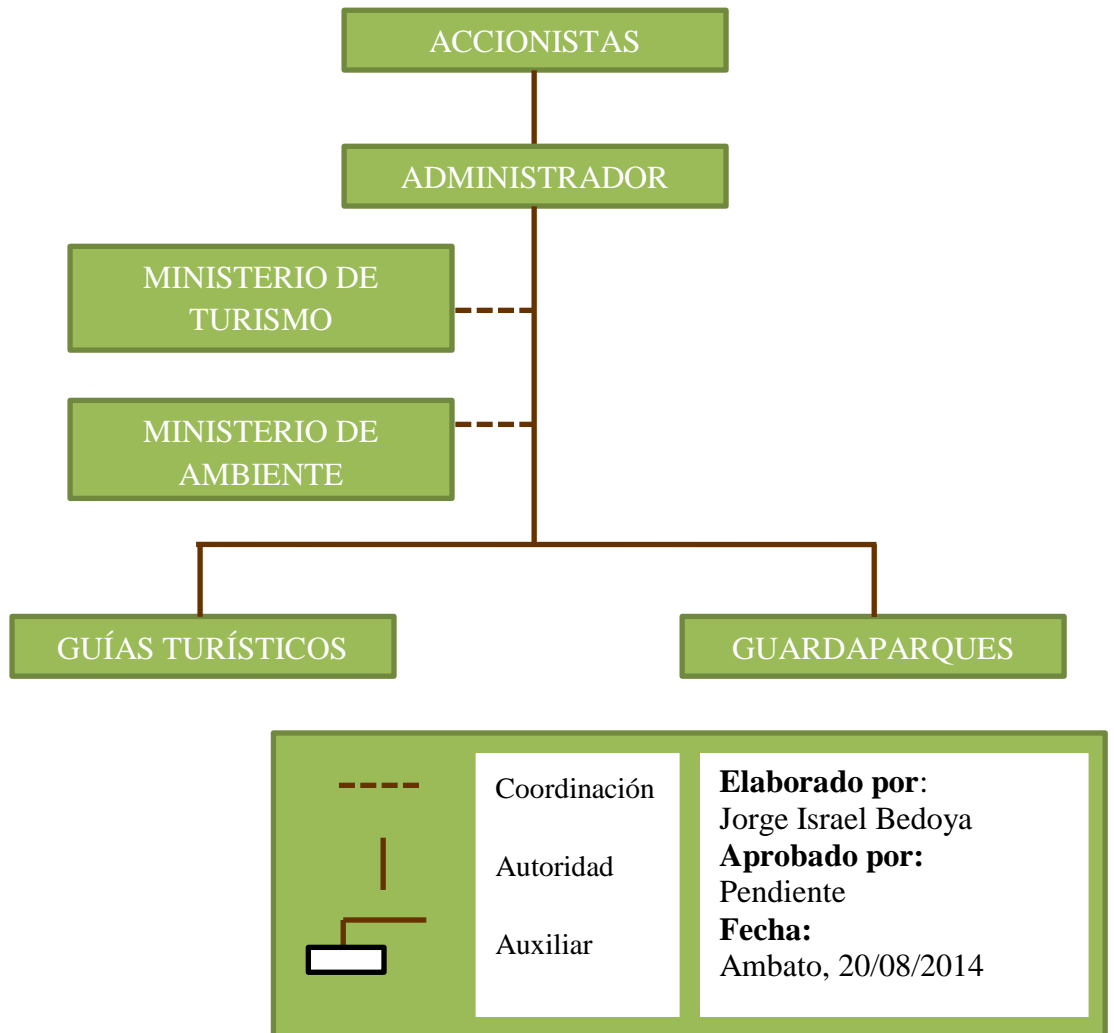 ACCIONISTAS
ADMINISTRADOR
MINISTERIO DE
TURISMO
MINISTERIO DE
AMBIENTE
GUÍAS TURÍSTICOS
GUARDAPARQUES
Coordinación
Autoridad
Auxiliar
Elaborado por:
Jorge Israel Bedoya
Aprobado por:
Pendiente
Fecha:
Ambato, 20/08/2014